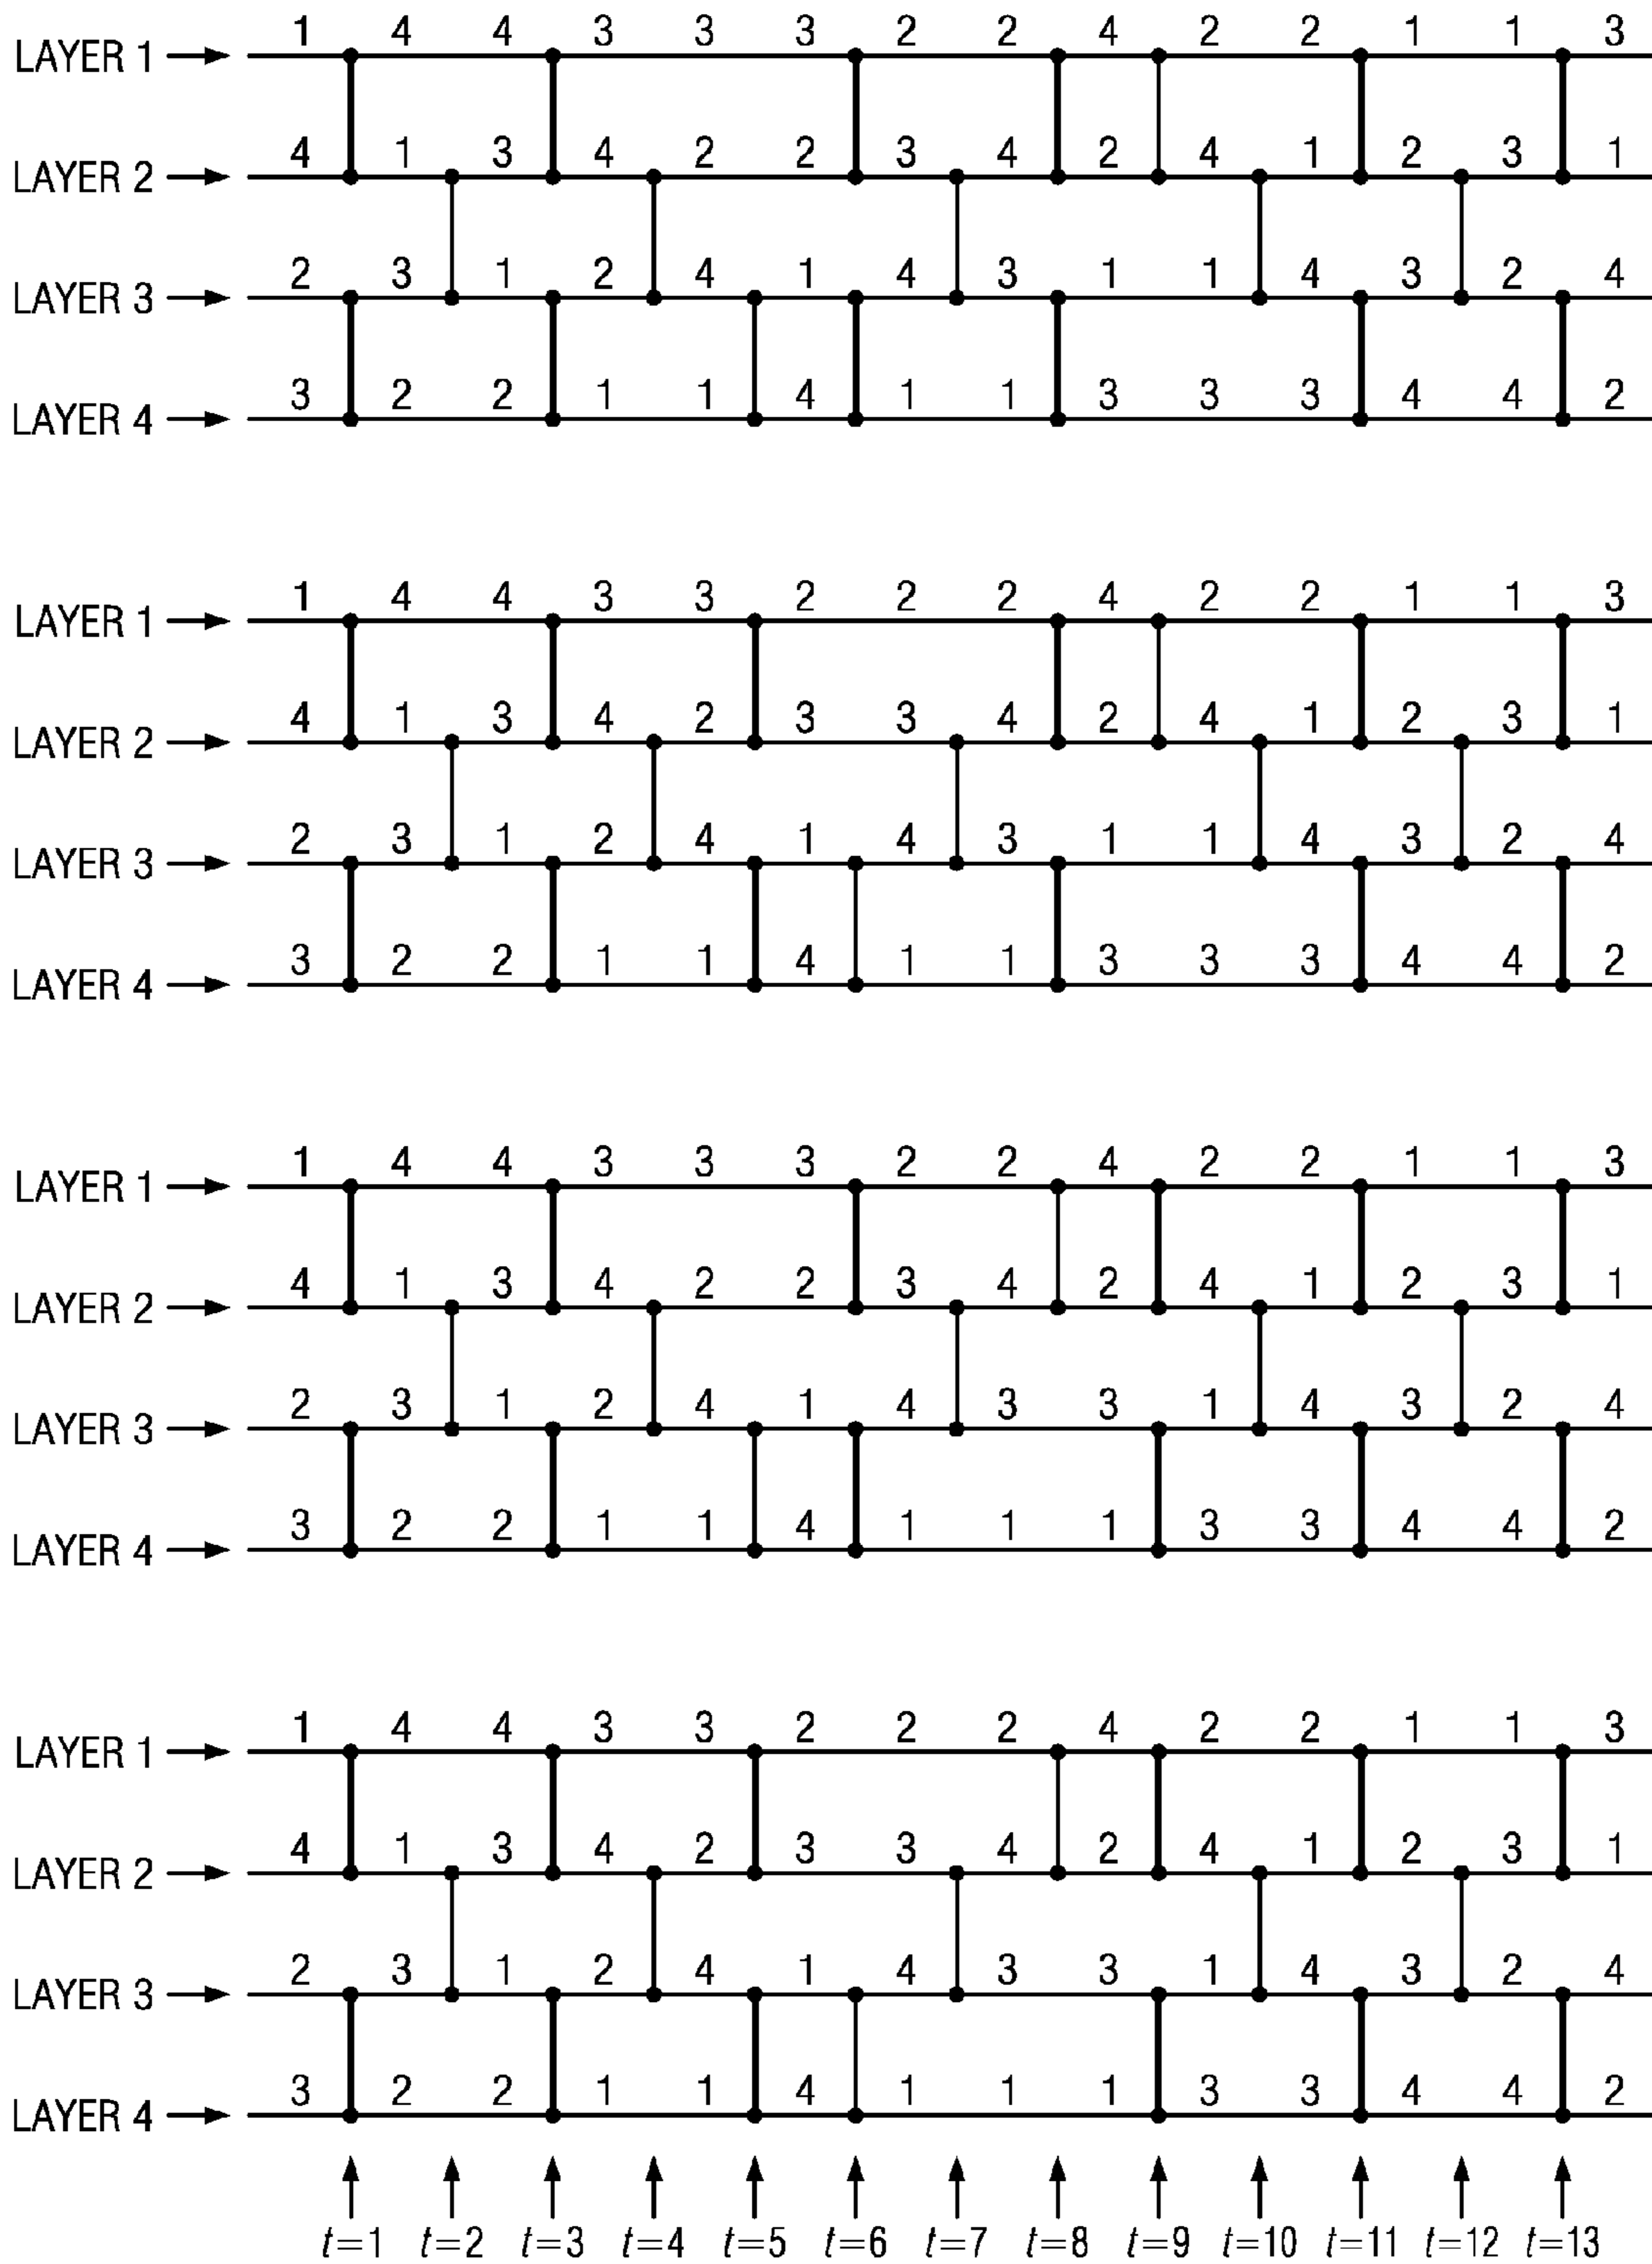 1 4 4 3 3 3 2 2 4 2 2 1 1 3
LAYER 1
4 1 3 4 2 2 3 4 2 4 1 2 3 1
LAYER 2
2 3 1 2 4 1 4 3 1 1 4 3 2 4
LAYER 3
3 2 2 1 1 4 1 1 3 3 3 4 4 2
LAYER 4
1 4 4 3 3 2 2 2 4 2 2 1 1 3
LAYER 1
4 1 3 4 2 3 3 4 2 4 1 2 3 1
LAYER 2
2 3 1 2 4 1 4 3 1 1 4 3 2 4
LAYER 3
3 2 2 1 1 4 1 1 3 3 3 4 4 2
LAYER 4
1 4 4 3 3 3 2 2 4 2 2 1 1 3
LAYER 1
4 1 3 4 2 2 3 4 2 4 1 2 3 1
LAYER 2
2 3 1 2 4 1 4 3 3 1 4 3 2 4
LAYER 3
3 2 2 1 1 4 1 1 1 3 3 4 4 2
LAYER 4
1 4 4 3 3 2 2 2 4 2 2 1 1 3
LAYER 1
4 1 3 4 2 3 3 4 2 4 1 2 3 1
LAYER 2
2 3 1 2 4 1 4 3 3 1 4 3 2 4
LAYER 3
3 2 2 1 1 4 1 1 1 3 3 4 4 2
LAYER 4
t=1 t=2 t=3 t=4 t=5 t=6 t=7 t=8 t=9 t=10 t=11 t=12 t=13